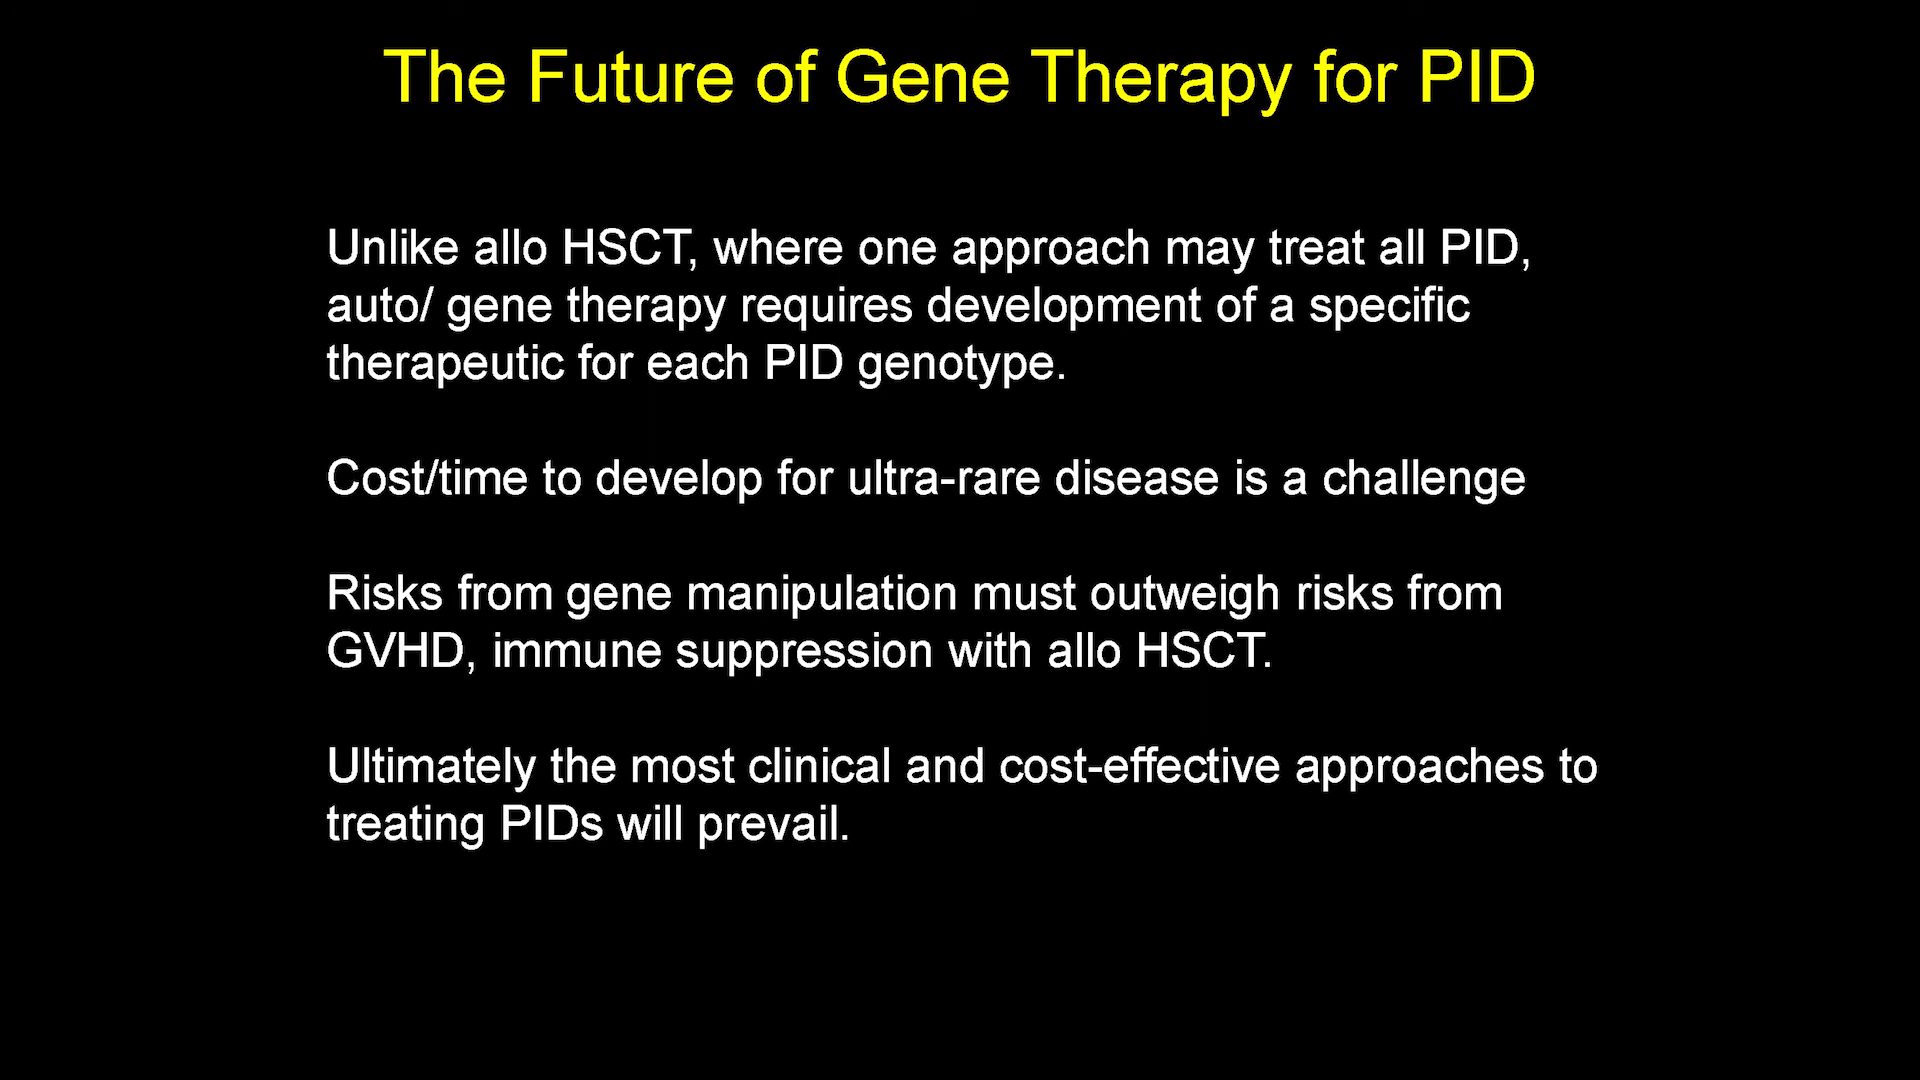 The Future of Gene Therapy for PID
Unlike allo HSCT, where one approach may treat all PID,
auto/ gene therapy requires development of a specific
therapeutic for each PID genotype.
Cost/time to develop for ultra-rare disease is a challenge
Risks from gene manipulation must outweigh risks from
GVHD, immune suppression with allo HSCT.
Ultimately the most clinical and cost-effective approaches to
treating PIDs will prevail.